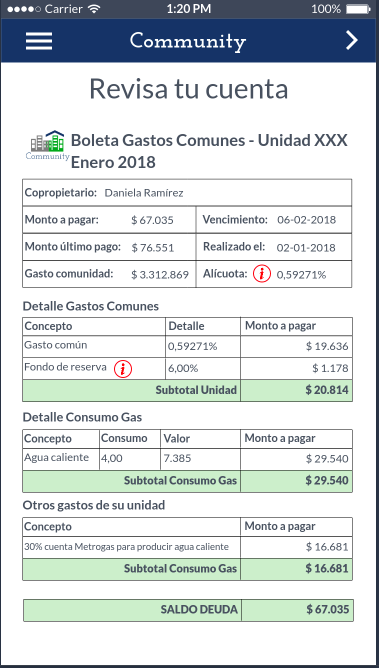 Carrier 1:20 PM 100%
Community
Revisa tu cuenta
Community
Boleta Gastos Comunes - Unidad XXX
Enero 2018
Copropietario: Daniela Ramírez
Monto a pagar: $ 67.035 Vencimiento: 06-02-2018
Monto último pago: $ 76.551 Realizado el: 02-01-2018
Gasto comunidad: $ 3.312.869 Alícuota: i 0,59271%
Detalle Gastos Comunes
Concepto Detalle Monto a pagar
Gasto común 0,59271% $ 19.636
Fondo de reserva i 6,00% $ 1.178
Subtotal Unidad $ 20.814
Detalle Consumo Gas
Concepto Consumo Valor Monto a pagar
Agua caliente 4,00 7.385 $ 29.540
Subtotal Consumo Gas $ 29.540
Otros gastos de su unidad
Concepto Monto a pagar
30% cuenta Metrogas para producir agua caliente $ 16.681
Subtotal Consumo Gas $ 16.681
SALDO DEUDA $ 67.035